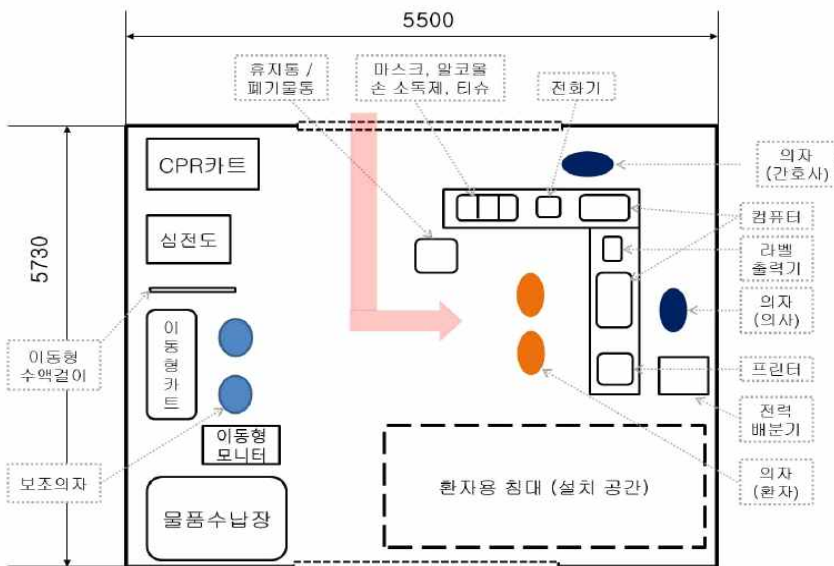 5500
휴지통 /
폐기물통
마스크, 알코올
손 소독제, 티슈
전화기
의자
(간호사)
CPR카트
컴퓨터
심전도
라벨
출력기
5730
의자
(의사)
이동형
수액걸이
이동형카트
프린터
전력
배분기
이동형
모니터
보조의자
환자용 침대 (설치 공간)
의자
(환자)
물품수납장